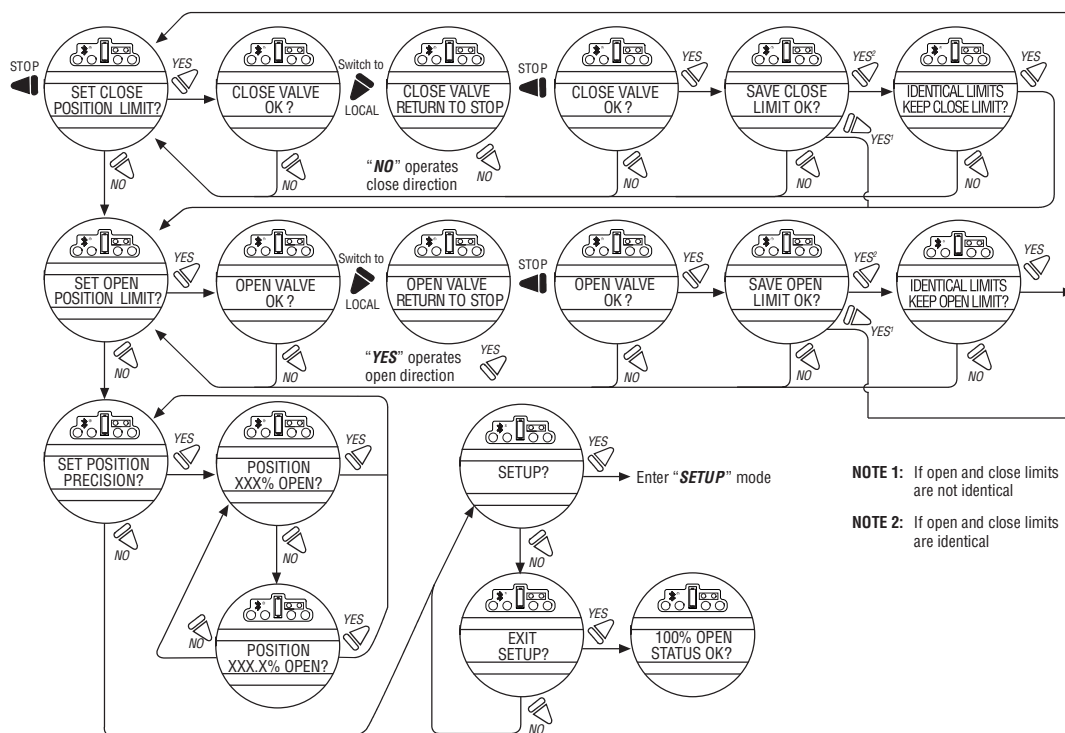 STOP
SET CLOSE
POSITION LIMIT?
YES
NO
CLOSE VALVE
OK ?
NO
Switch to
LOCAL
CLOSE VALVE
RETURN TO STOP
"NO" operates
close direction
NO
STOP
CLOSE VALVE
OK ?
YES
NO
SAVE CLOSE
LIMIT OK?
YES²
YES¹
NO
IDENTICAL LIMITS
KEEP CLOSE LIMIT?
YES
NO
SET OPEN
POSITION LIMIT?
YES
NO
OPEN VALVE
OK ?
NO
Switch to
LOCAL
OPEN VALVE
RETURN TO STOP
"YES" operates
open direction
YES
STOP
OPEN VALVE
OK ?
YES
NO
SAVE OPEN
LIMIT OK?
YES²
YES¹
NO
IDENTICAL LIMITS
KEEP OPEN LIMIT?
YES
NO
SET POSITION
PRECISION?
YES
NO
POSITION
XXX% OPEN?
YES
NO
POSITION
XXX.X% OPEN?
YES
NO
SETUP?
YES
Enter "SETUP" mode
NO
EXIT
SETUP?
YES
NO
100% OPEN
STATUS OK?
NOTE 1: If open and close limits
are not identical
NOTE 2: If open and close limits
are identical